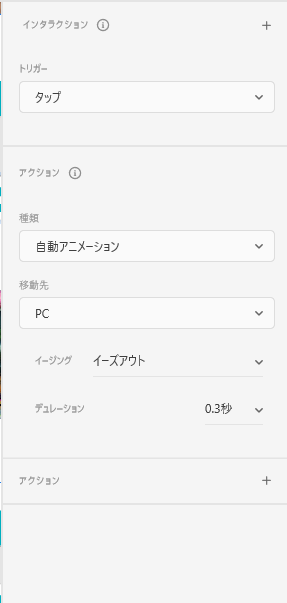 インタラクション
トリガー
タップ
アクション
種類
自動アニメーション
移動先
PC
イージング イーズアウト
デュレーション 0.3秒
アクション